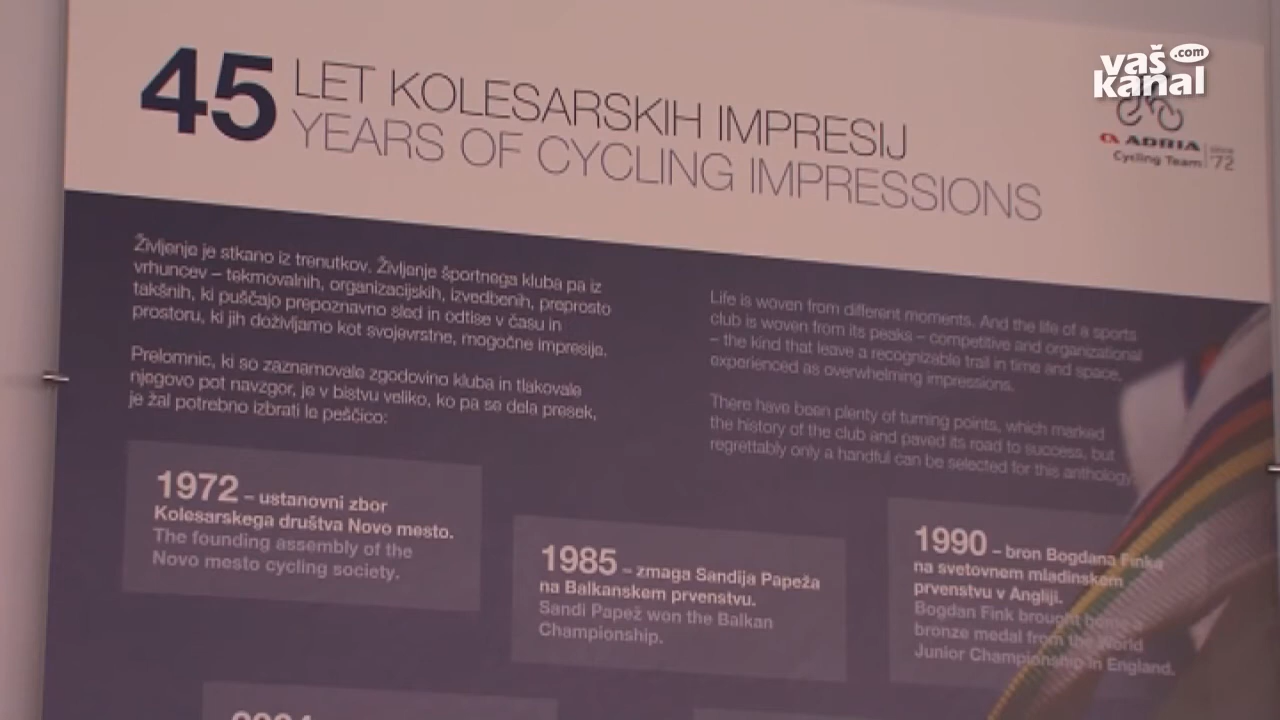 vaš .com
kanal
45 LET KOLESARSKIH IMPRESIJ
YEARS OF CYCLING IMPRESSIONS
ADRIA
Cycling Team '72
Življenje je stkano iz trenutkov. Življenje športnega kluba pa iz
vrhuncev – tekmovalnih, organizacijskih, izvedbenih, preprosto
takšnih, ki puščajo prepoznavno sled in odtise v času in
prostoru, ki jih doživljamo kot svojevrstne, mogočne impresije.
Prelomnic, ki so zaznamovale zgodovino kluba in tlakovale
njegovo pot navzgor, je v bistvu veliko, ko pa se dela presek,
je žal potrebno izbrati le peščico:
Life is woven from different moments. And the life of a sports
club is woven from its peaks – competitive and organizational
– the kind that leave a recognizable trail in time and space,
experienced as overwhelming impressions.
There have been plenty of turning points, which marked
the history of the club and paved its road to success, but
regrettably only a handful can be selected for this anthology.
1972 – ustanovni zbor
Kolesarskega društva Novo mesto.
The founding assembly of the
Novo mesto cycling society.
1985 – zmaga Sandija Papeža
na Balkanskem prvenstvu.
Sandi Papež won the Balkan
Championship.
1990 – bron Bogdana Finka
na svetovnem mladinskem
prvenstvu v Angliji.
Bogdan Fink brought home a
bronze medal from the World
Junior Championship in England.